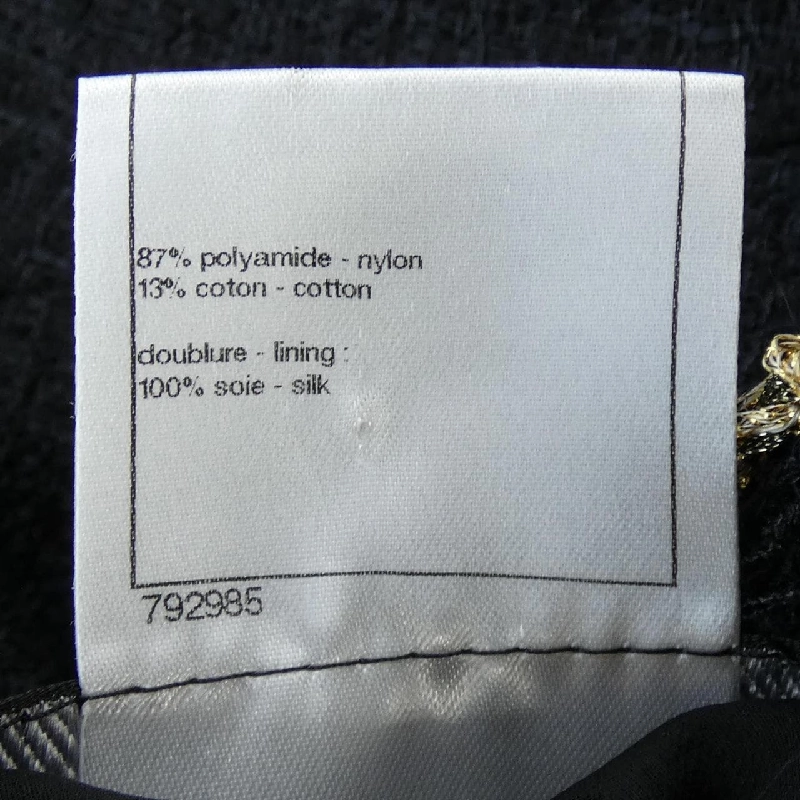 87% polyamide - nylon
13% coton - cotton
doublure - lining :
100% soie - silk
792985